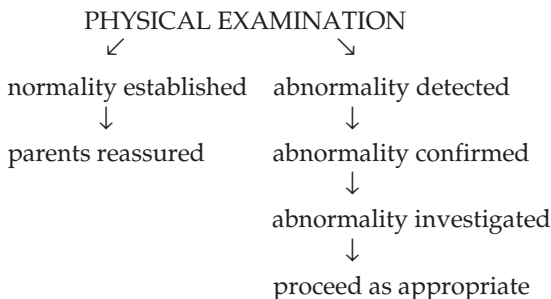 PHYSICAL EXAMINATION
↙ ↘
normality established abnormality detected
↓ ↓
parents reassured abnormality confirmed
↓
abnormality investigated
↓
proceed as appropriate